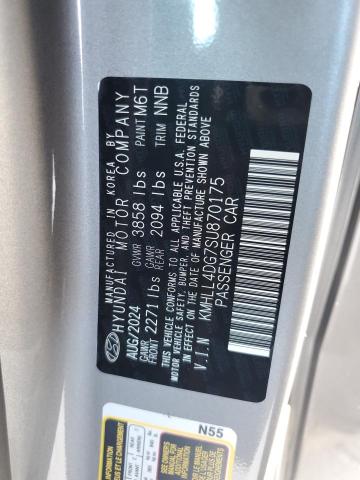 MANUFACTURED IN KOREA BY
HYUNDAI MOTOR COMPANY
AUG/2024 GVWR 3858 lbs PAINT M6T
GAWR FRONT 2271 lbs GAWR REAR 2094 lbs TRIM NNB
THIS VEHICLE CONFORMS TO ALL APPLICABLE U.S.A. FEDERAL
MOTOR VEHICLE SAFETY, BUMPER, AND THEFT PREVENTION STANDARDS
IN EFFECT ON THE DATE OF MANUFACTURE SHOWN ABOVE
V.I.N KMHLL4DG7SU870175
PASSENGER CAR
N55